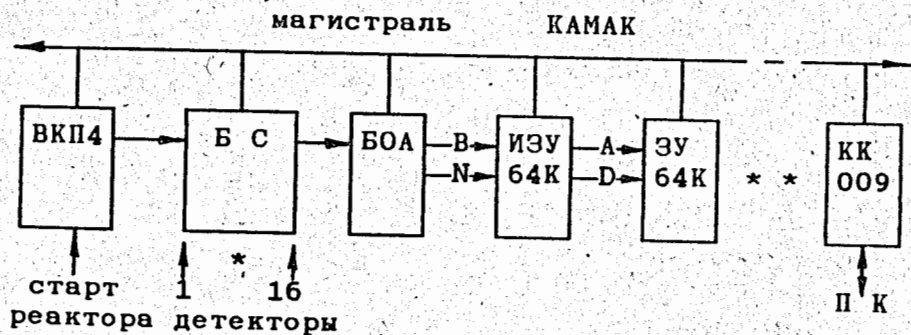 магистраль КАМАК
ВКП4 Б С БОА В ИЗУ А ЗУ КК
N 64К D 64К * * 009
* 
старт 1 16 П К
реактора детекторы